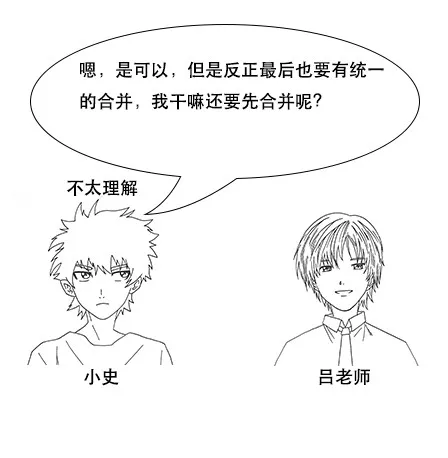 嗯，是可以，但是反正最后也要有统一
的合并，我干嘛还要先合并呢？
不太理解
小史
吕老师